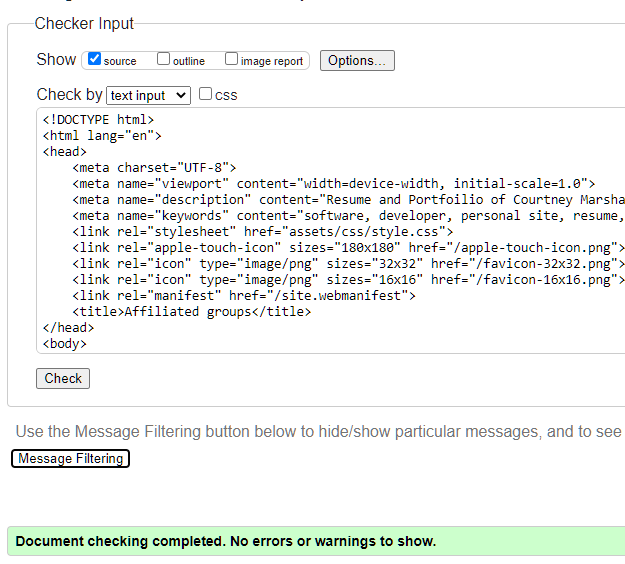 Checker Input
Show source outline image report Options...
Check by text input css
<!DOCTYPE html>
<html lang="en">
<head>
<meta charset="UTF-8">
<meta name="viewport" content="width=device-width, initial-scale=1.0">
<meta name="description" content="Resume and Portfoilio of Courtney Marsha
<meta name="keywords" content="software, developer, personal site, resume,
<link rel="stylesheet" href="assets/css/style.css">
<link rel="apple-touch-icon" sizes="180x180" href="/apple-touch-icon.png">
<link rel="icon" type="image/png" sizes="32x32" href="/favicon-32x32.png">
<link rel="icon" type="image/png" sizes="16x16" href="/favicon-16x16.png">
<link rel="manifest" href="/site.webmanifest">
<title>Affiliated groups</title>
</head>
<body>
Check
Use the Message Filtering button below to hide/show particular messages, and to see
Message Filtering
Document checking completed. No errors or warnings to show.